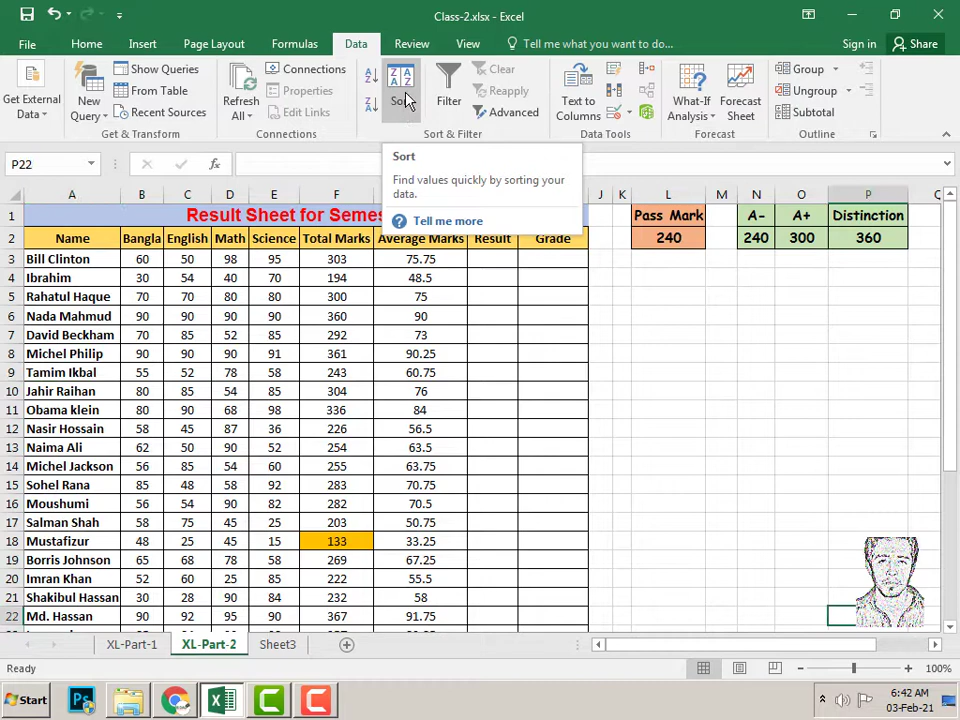 Class-2.xlsx - Excel
File Home Insert Page Layout Formulas Data Review View Tell me what you want to do... Sign in Share
Get External Data
New Query
Show Queries
From Table
Recent Sources
Get & Transform
Refresh All
Connections
Properties
Edit Links
Connections
Sort
Filter
Clear
Reapply
Advanced
Sort & Filter
Text to Columns
Data Tools
What-If Analysis
Forecast Sheet
Forecast
Group
Ungroup
Subtotal
Outline
P22 fx
Sort
Find values quickly by sorting your
data.
Tell me more
A B C D E F J K L M N O P
1 Result Sheet for Semes Pass Mark A- A+ Distinction
2 Name Bangla English Math Science Total Marks Average Marks Result Grade 240 240 300 360
3 Bill Clinton 60 50 98 95 303 75.75
4 Ibrahim 30 54 40 70 194 48.5
5 Rahatul Haque 70 70 80 80 300 75
6 Nada Mahmud 90 90 90 90 360 90
7 David Beckham 70 85 52 85 292 73
8 Michel Philip 90 90 90 91 361 90.25
9 Tamim Ikbal 55 52 78 58 243 60.75
10 Jahir Raihan 80 85 54 85 304 76
11 Obama klein 80 90 68 98 336 84
12 Nasir Hossain 58 45 87 36 226 56.5
13 Naima Ali 62 50 90 52 254 63.5
14 Michel Jackson 56 85 54 60 255 63.75
15 Sohel Rana 85 48 58 92 283 70.75
16 Moushumi 56 54 90 82 282 70.5
17 Salman Shah 58 75 45 25 203 50.75
18 Mustafizur 48 25 45 15 133 33.25
19 Borris Johnson 65 68 78 58 269 67.25
20 Imran Khan 52 60 25 85 222 55.5
21 Shakibul Hassan 30 28 90 84 232 58
22 Md. Hassan 90 92 95 90 367 91.75
XL-Part-1 XL-Part-2 Sheet3
Ready 100%
Start 6:42 AM
03-Feb-21